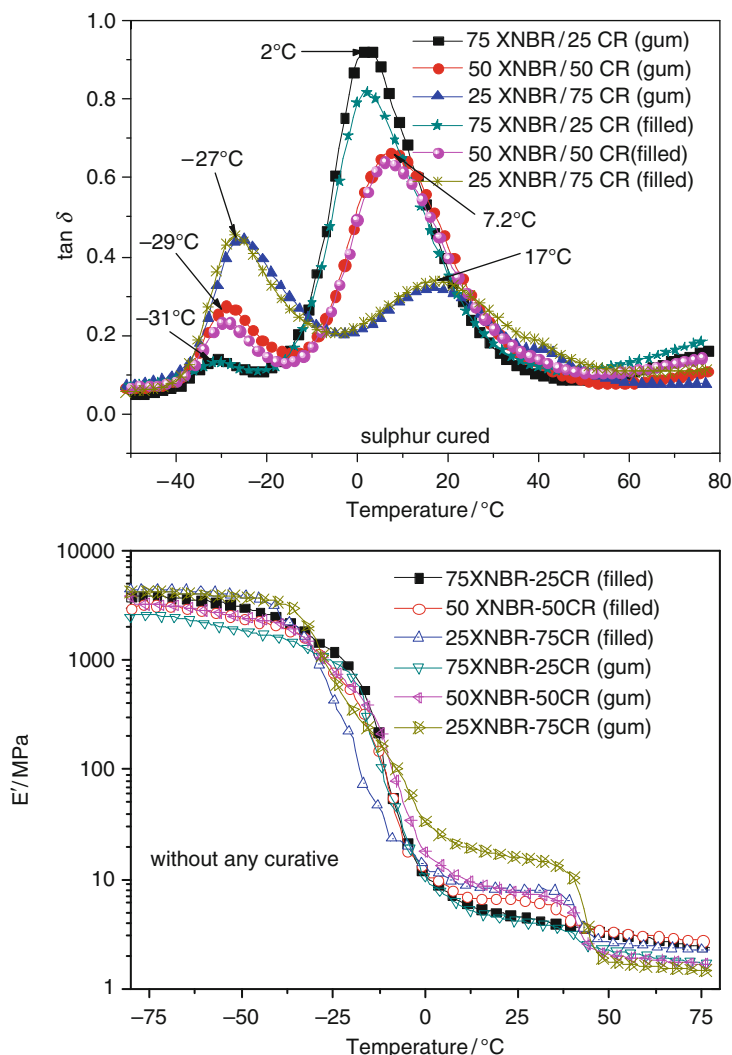 75 XNBR/25 CR (gum)
50 XNBR/50 CR (gum)
25 XNBR/75 CR (gum)
75 XNBR/25 CR (filled)
50 XNBR/50 CR(filled)
25 XNBR/75 CR (filled)
2°C
−27°C
−29°C
−31°C
7.2°C
17°C
tan δ
1.0
0.8
0.6
0.4
0.2
0.0
sulphur cured
−40
−20
0
20
40
60
80
Temperature/°C
10000
1000
100
10
1
E'/MPa
75XNBR-25CR (filled)
50 XNBR-50CR (filled)
25XNBR-75CR (filled)
75XNBR-25CR (gum)
50XNBR-50CR (gum)
25XNBR-75CR (gum)
without any curative
−75
−50
−25
0
25
50
75
Temperature/°C